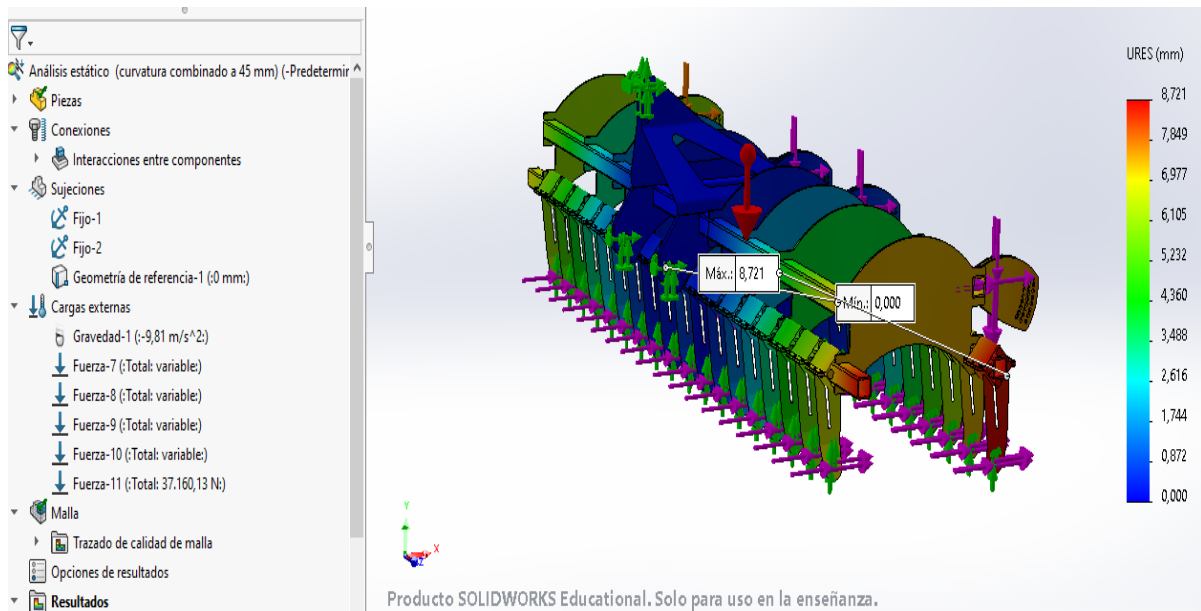 Análisis estático (curvatura combinado a 45 mm) (-Predetermir
Piezas
Conexiones
Interacciones entre componentes
Sujeciones
Fijo-1
Fijo-2
Geometría de referencia-1 (:0 mm:)
Cargas externas
Gravedad-1 (:-9,81 m/s^2:)
Fuerza-7 (:Total: variable:)
Fuerza-8 (:Total: variable:)
Fuerza-9 (:Total: variable:)
Fuerza-10 (:Total: variable:)
Fuerza-11 (:Total: 37.160,13 N:)
Malla
Trazado de calidad de malla
Opciones de resultados
Resultados
Máx.: 8,721
Mín.: 0,000
URES (mm)
8,721
7,849
6,977
6,105
5,232
4,360
3,488
2,616
1,744
0,872
0,000
Y
X
Z
Producto SOLIDWORKS Educational. Solo para uso en la enseñanza.